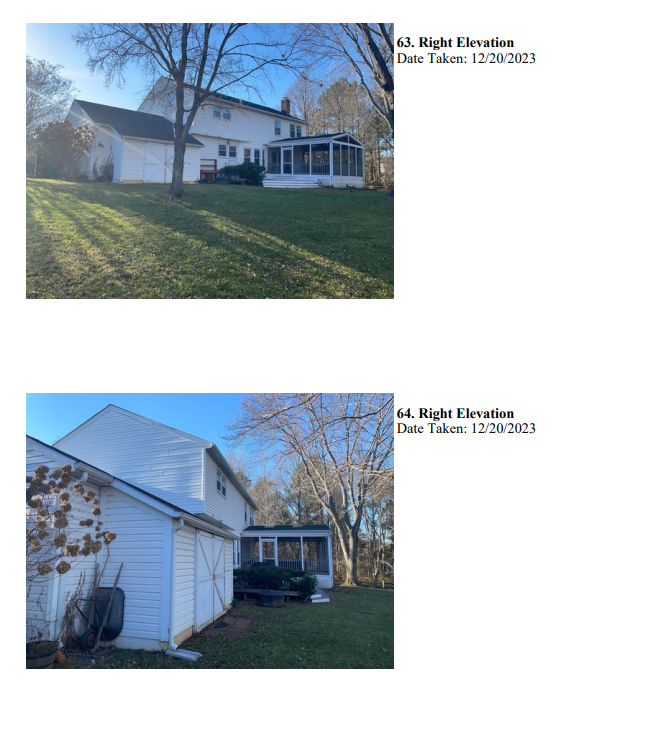 63. Right Elevation
Date Taken: 12/20/2023
64. Right Elevation
Date Taken: 12/20/2023